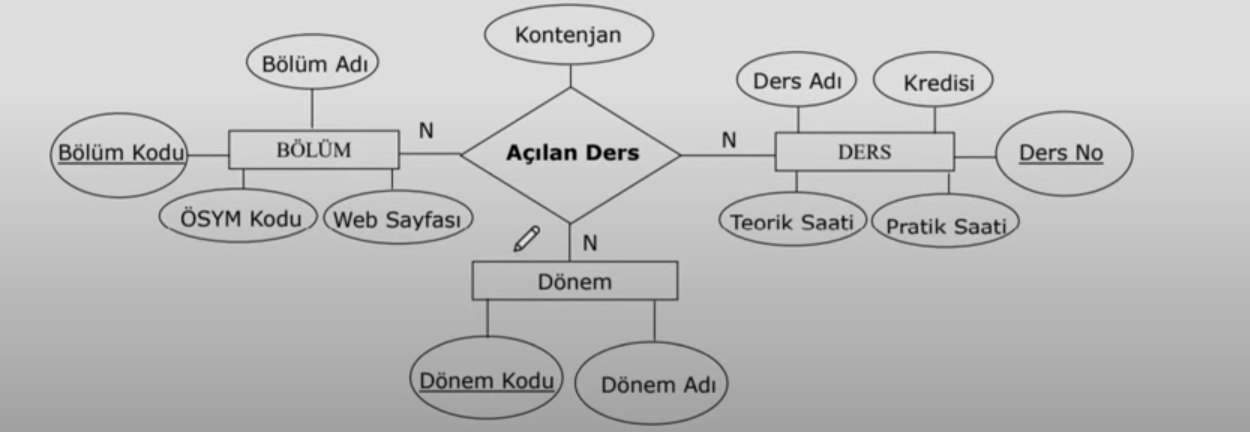 Kontenjan
Bölüm Adı
Ders Adı
Kredisi
Bölüm Kodu
BÖLÜM
N
Açılan Ders
N
DERS
Ders No
ÖSYM Kodu
Web Sayfası
Teorik Saati
Pratik Saati
N
Dönem
Dönem Kodu
Dönem Adı